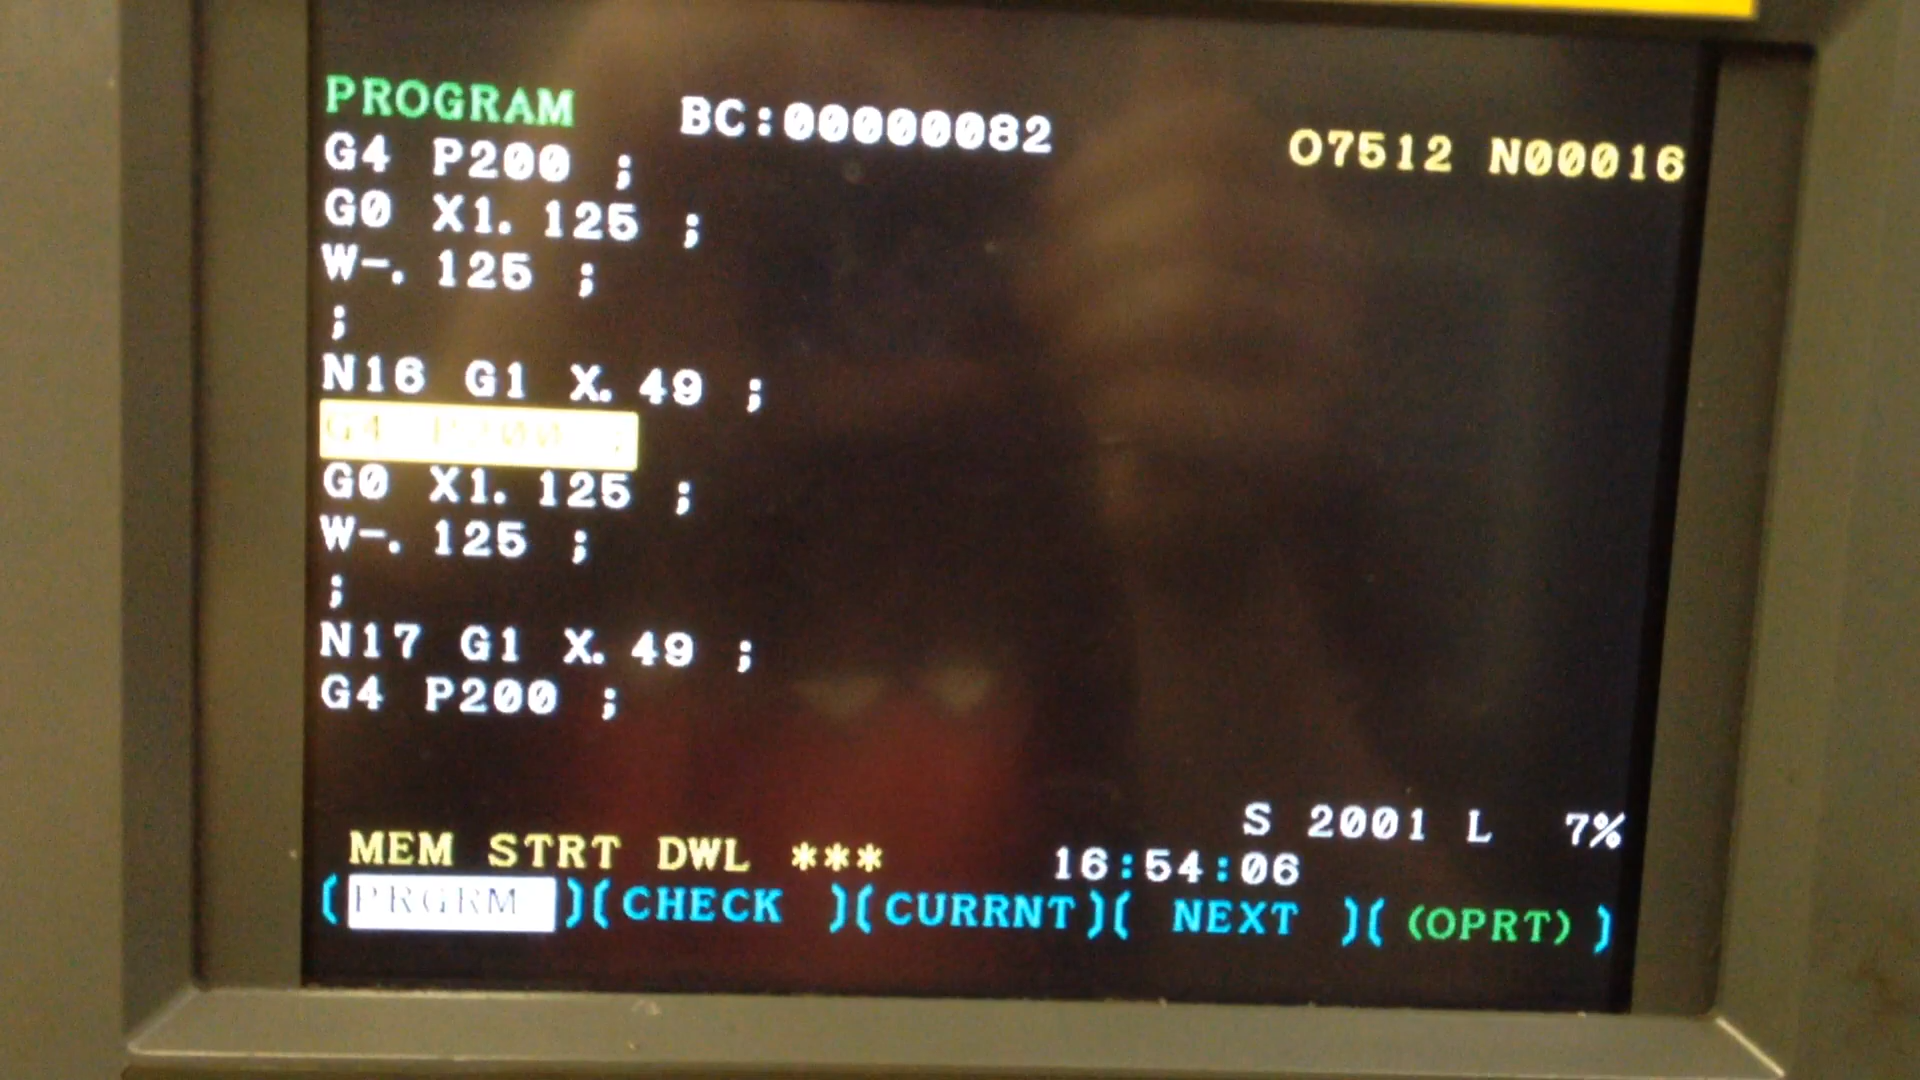 PROGRAM BC:00000082 O7512 N00016
G4 P200 ;
G0 X1.125 ;
W-.125 ;
;
N16 G1 X.49 ;
G4 P200 ;
G0 X1.125 ;
W-.125 ;
;
N17 G1 X.49 ;
G4 P200 ;
S 2001 L 7%
MEM STRT DWL *** 16:54:06
(PRGRM )(CHECK )(CURRNT)( NEXT )( (OPRT) )